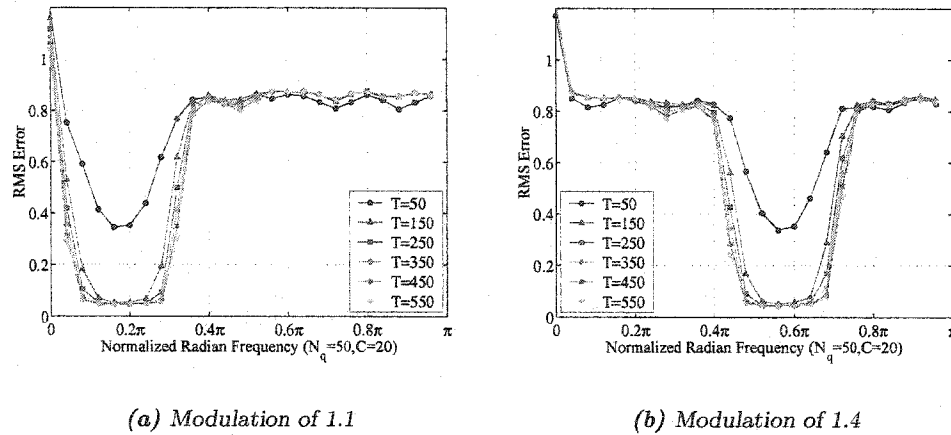 1
0.8
0.6
0.4
0.2
0
RMS Error
T=50
T=150
T=250
T=350
T=450
T=550
0
0.2π
0.4π
0.6π
0.8π
π
Normalized Radian Frequency (N_q=50,C=20)
(a) Modulation of 1.1
1
0.8
0.6
0.4
0.2
0
RMS Error
T=50
T=150
T=250
T=350
T=450
T=550
0
0.2π
0.4π
0.6π
0.8π
π
Normalized Radian Frequency (N_q=50,C=20)
(b) Modulation of 1.4